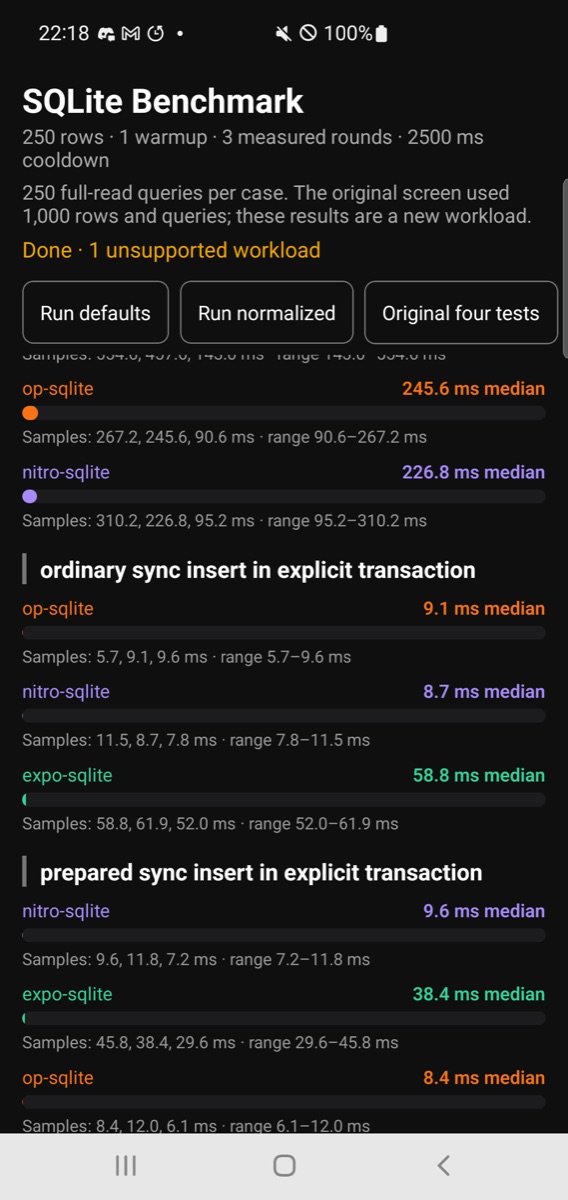 22:18
100%
SQLite Benchmark
250 rows · 1 warmup · 3 measured rounds · 2500 ms
cooldown
250 full-read queries per case. The original screen used
1,000 rows and queries; these results are a new workload.
Done · 1 unsupported workload
Run defaults
Run normalized
Original four tests
op-sqlite
245.6 ms median
Samples: 267.2, 245.6, 90.6 ms · range 90.6–267.2 ms
nitro-sqlite
226.8 ms median
Samples: 310.2, 226.8, 95.2 ms · range 95.2–310.2 ms
ordinary sync insert in explicit transaction
op-sqlite
9.1 ms median
Samples: 5.7, 9.1, 9.6 ms · range 5.7–9.6 ms
nitro-sqlite
8.7 ms median
Samples: 11.5, 8.7, 7.8 ms · range 7.8–11.5 ms
expo-sqlite
58.8 ms median
Samples: 58.8, 61.9, 52.0 ms · range 52.0–61.9 ms
prepared sync insert in explicit transaction
nitro-sqlite
9.6 ms median
Samples: 9.6, 11.8, 7.2 ms · range 7.2–11.8 ms
expo-sqlite
38.4 ms median
Samples: 45.8, 38.4, 29.6 ms · range 29.6–45.8 ms
op-sqlite
8.4 ms median
Samples: 8.4, 12.0, 6.1 ms · range 6.1–12.0 ms